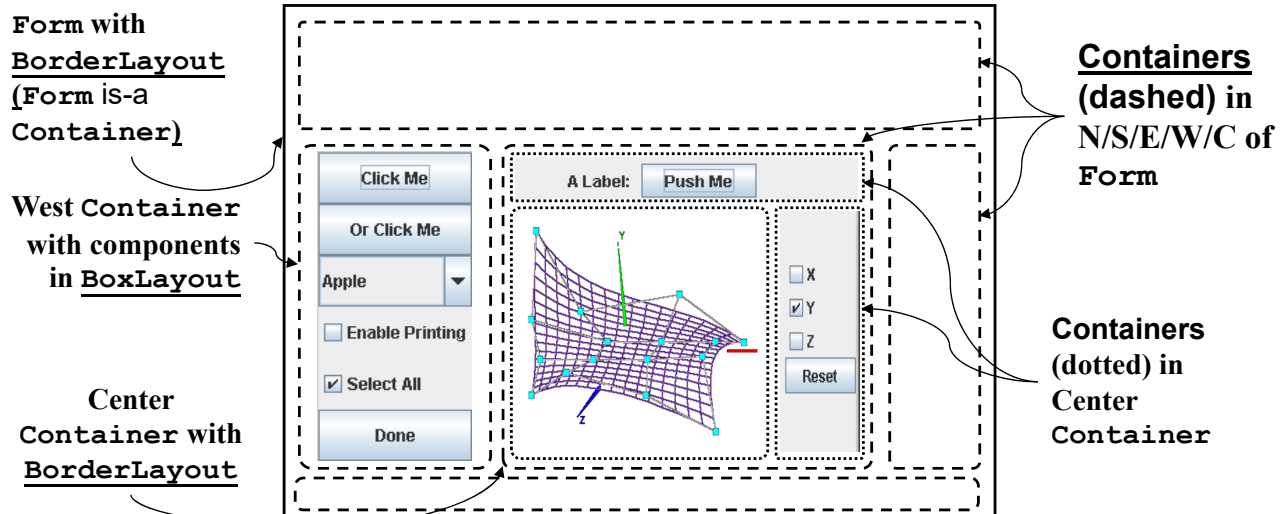 Form with
BorderLayout
(Form is-a
Container)
West Container
with components
in BoxLayout
Center
Container with
BorderLayout
Click Me
Or Click Me
Apple
Enable Printing
Select All
Done
A Label: Push Me
Y
Z
X
Y
Z
Reset
Containers
(dashed) in
N/S/E/W/C of
Form
Containers
(dotted) in
Center
Container